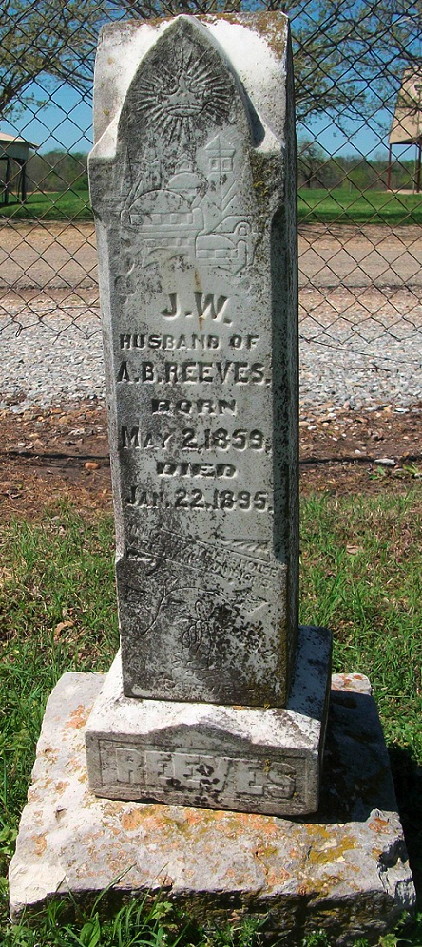 J.W.
HUSBAND OF
A.B. REEVES.
BORN
MAY 2, 1859.
DIED
JAN. 22, 1895.
REEVES